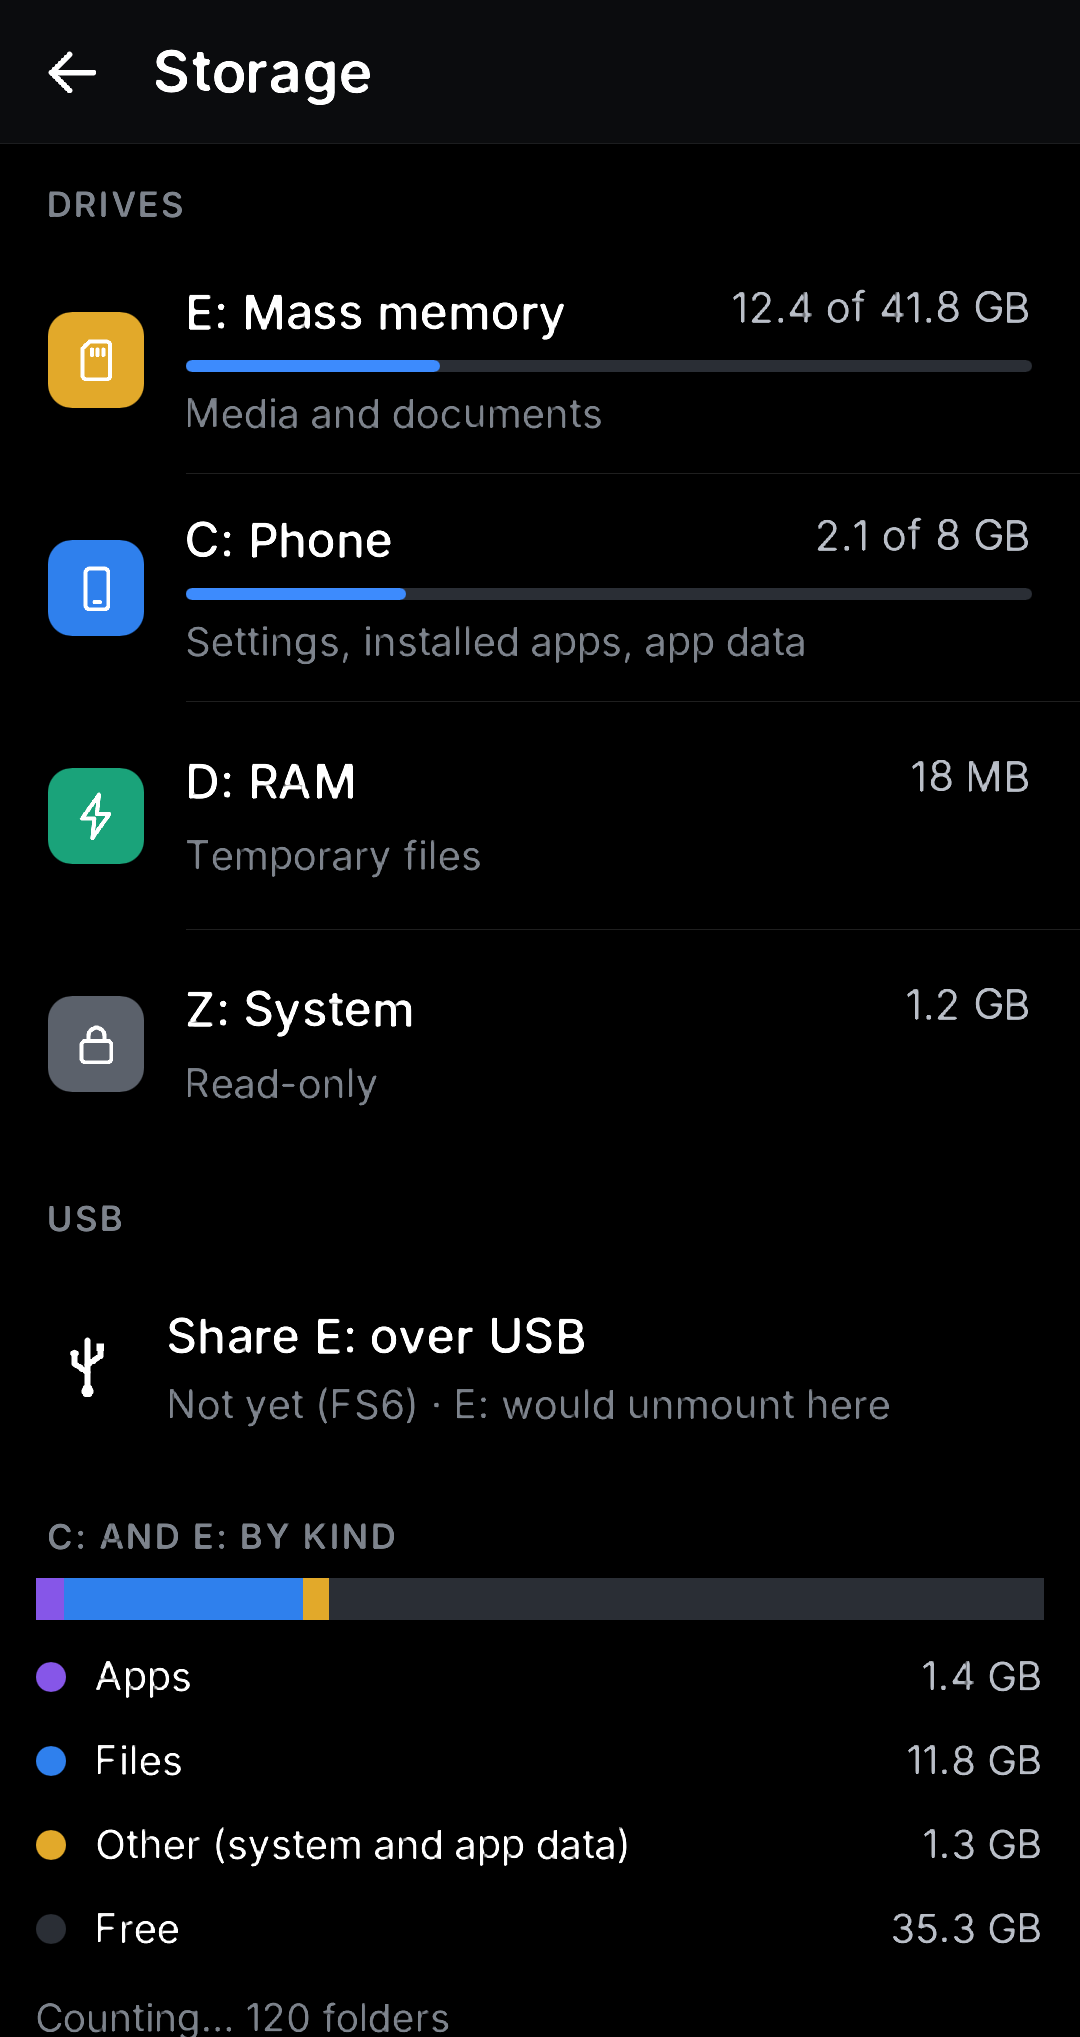 Storage
DRIVES
E: Mass memory
12.4 of 41.8 GB
Media and documents
C: Phone
2.1 of 8 GB
Settings, installed apps, app data
D: RAM
18 MB
Temporary files
Z: System
1.2 GB
Read-only
USB
Share E: over USB
Not yet (FS6) · E: would unmount here
C: AND E: BY KIND
Apps
1.4 GB
Files
11.8 GB
Other (system and app data)
1.3 GB
Free
35.3 GB
Counting... 120 folders